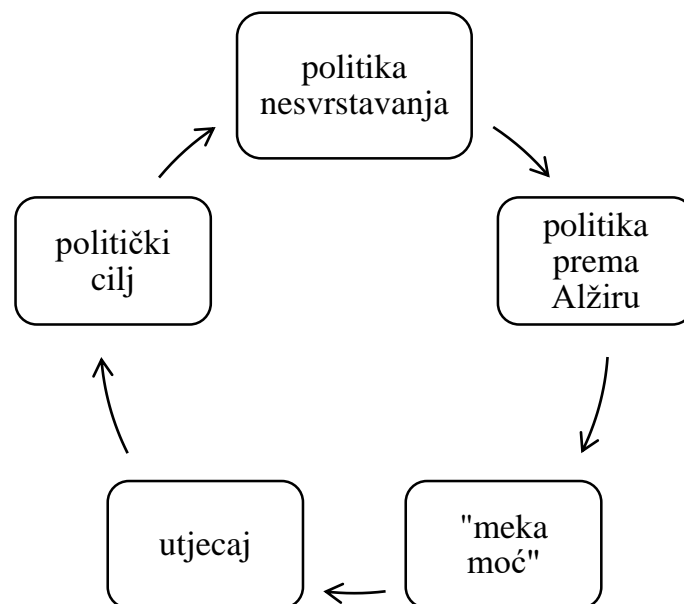 politika
nesvrstavanja
politika
prema
Alžiru
"meka
moć"
utjecaj
politički
cilj